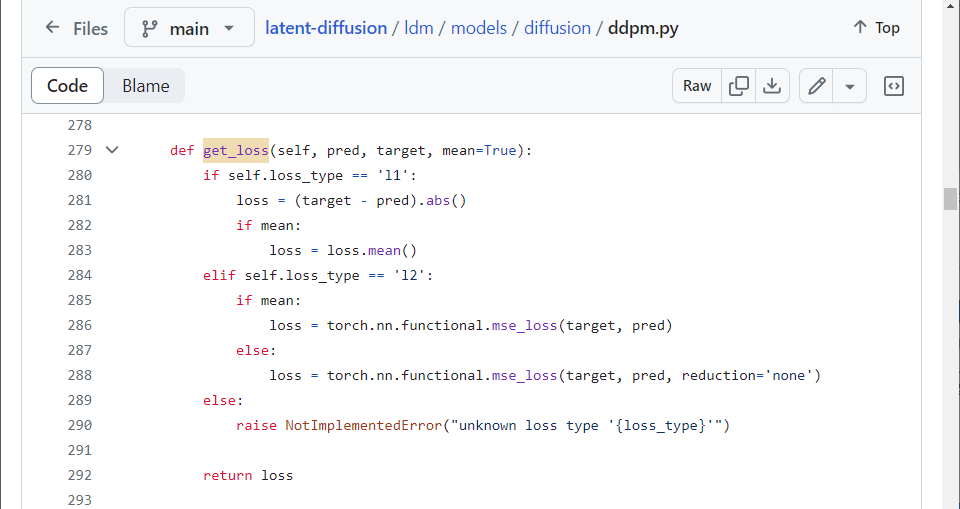 Files main latent-diffusion / ldm / models / diffusion / ddpm.py Top
Code Blame Raw
278
279 def get_loss(self, pred, target, mean=True):
280 if self.loss_type == 'l1':
281 loss = (target - pred).abs()
282 if mean:
283 loss = loss.mean()
284 elif self.loss_type == 'l2':
285 if mean:
286 loss = torch.nn.functional.mse_loss(target, pred)
287 else:
288 loss = torch.nn.functional.mse_loss(target, pred, reduction='none')
289 else:
290 raise NotImplementedError("unknown loss type '{loss_type}'")
291
292 return loss
293